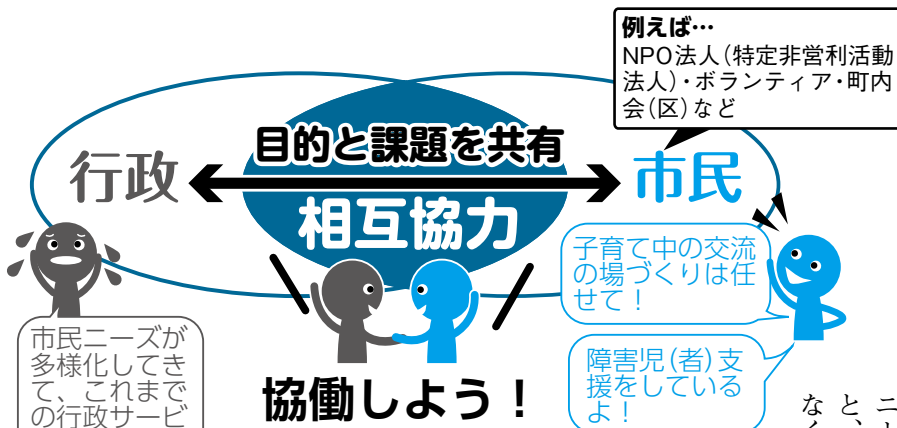 例えば…
NPO法人(特定非営利活動
法人)・ボランティア・町内
会(区)など
目的と課題を共有
行政
市民
相互協力
子育て中の交流
の場づくりは任
せて!
市民ニーズが
多様化してき
て、これまで
の行政サービ
障害児(者)支
援をしている
よ!
協働しよう!
と、
な